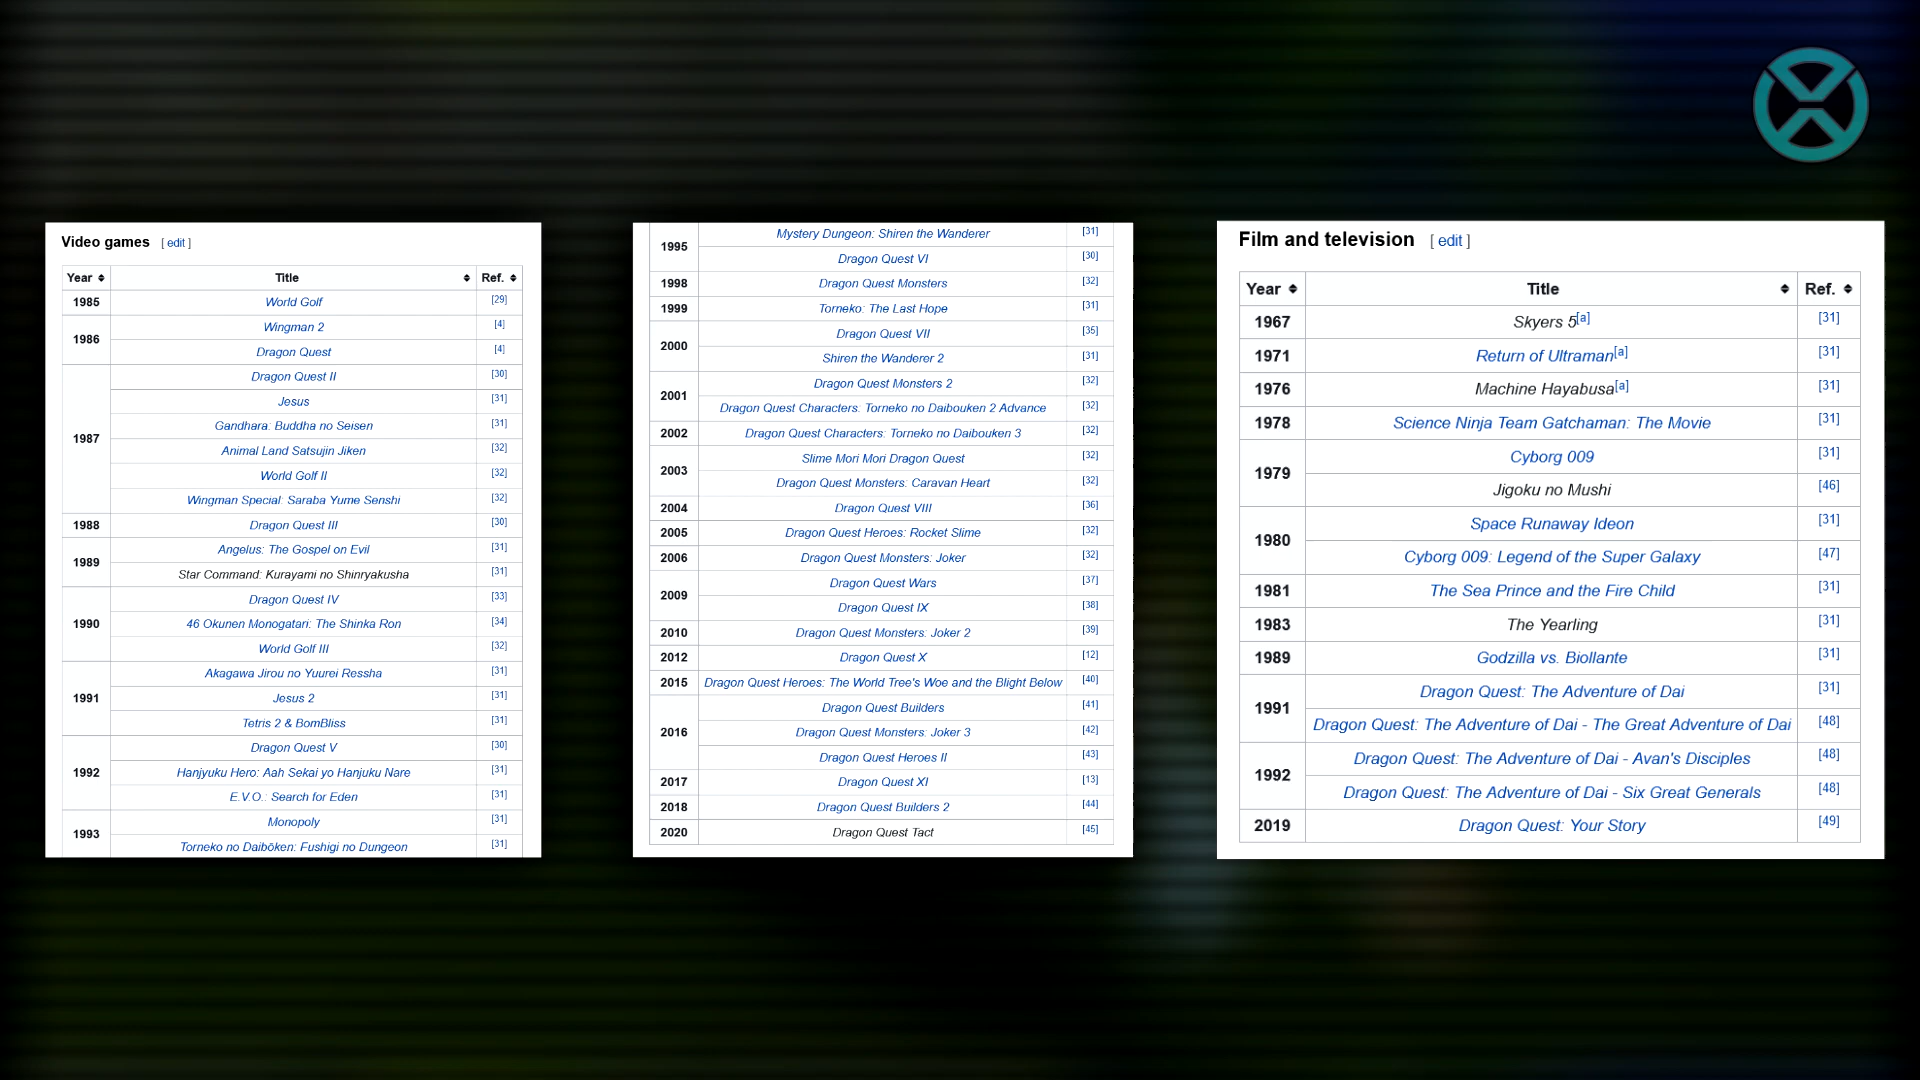 Video games [ edit ]
Year Title Ref.
1985 World Golf [29]
1986 Wingman 2 [4]
Dragon Quest [4]
1987 Dragon Quest II [30]
Jesus [31]
Gandhara: Buddha no Seisen [31]
Animal Land Satsujin Jiken [32]
World Golf II [32]
Wingman Special: Saraba Yume Senshi [32]
1988 Dragon Quest III [30]
1989 Angelus: The Gospel on Evil [31]
Star Command: Kurayami no Shinryakusha [31]
1990 Dragon Quest IV [33]
46 Okunen Monogatari: The Shinka Ron [34]
World Golf III [32]
1991 Akagawa Jirou no Yuurei Ressha [31]
Jesus 2 [31]
Tetris 2 & BomBliss [31]
1992 Dragon Quest V [30]
Hanjyuku Hero: Aah Sekai yo Hanjuku Nare [31]
E.V.O.: Search for Eden [31]
1993 Monopoly [31]
Torneko no Daibōken: Fushigi no Dungeon [31]
1995 Mystery Dungeon: Shiren the Wanderer [31]
Dragon Quest VI [30]
1998 Dragon Quest Monsters [32]
1999 Torneko: The Last Hope [31]
2000 Dragon Quest VII [35]
Shiren the Wanderer 2 [31]
2001 Dragon Quest Monsters 2 [32]
Dragon Quest Characters: Torneko no Daibouken 2 Advance [32]
2002 Dragon Quest Characters: Torneko no Daibouken 3 [32]
2003 Slime Mori Mori Dragon Quest [32]
Dragon Quest Monsters: Caravan Heart [32]
2004 Dragon Quest VIII [36]
2005 Dragon Quest Heroes: Rocket Slime [32]
2006 Dragon Quest Monsters: Joker [32]
2009 Dragon Quest Wars [37]
Dragon Quest IX [38]
2010 Dragon Quest Monsters: Joker 2 [39]
2012 Dragon Quest X [12]
2015 Dragon Quest Heroes: The World Tree's Woe and the Blight Below [40]
2016 Dragon Quest Builders [41]
Dragon Quest Monsters: Joker 3 [42]
Dragon Quest Heroes II [43]
2017 Dragon Quest XI [13]
2018 Dragon Quest Builders 2 [44]
2020 Dragon Quest Tact [45]
Film and television [ edit ]
Year Title Ref.
1967 Skyers 5[a] [31]
1971 Return of Ultraman[a] [31]
1976 Machine Hayabusa[a] [31]
1978 Science Ninja Team Gatchaman: The Movie [31]
1979 Cyborg 009 [31]
Jigoku no Mushi [46]
1980 Space Runaway Ideon [31]
Cyborg 009: Legend of the Super Galaxy [47]
1981 The Sea Prince and the Fire Child [31]
1983 The Yearling [31]
1989 Godzilla vs. Biollante [31]
1991 Dragon Quest: The Adventure of Dai [31]
Dragon Quest: The Adventure of Dai - The Great Adventure of Dai [48]
1992 Dragon Quest: The Adventure of Dai - Avan's Disciples [48]
Dragon Quest: The Adventure of Dai - Six Great Generals [48]
2019 Dragon Quest: Your Story [49]